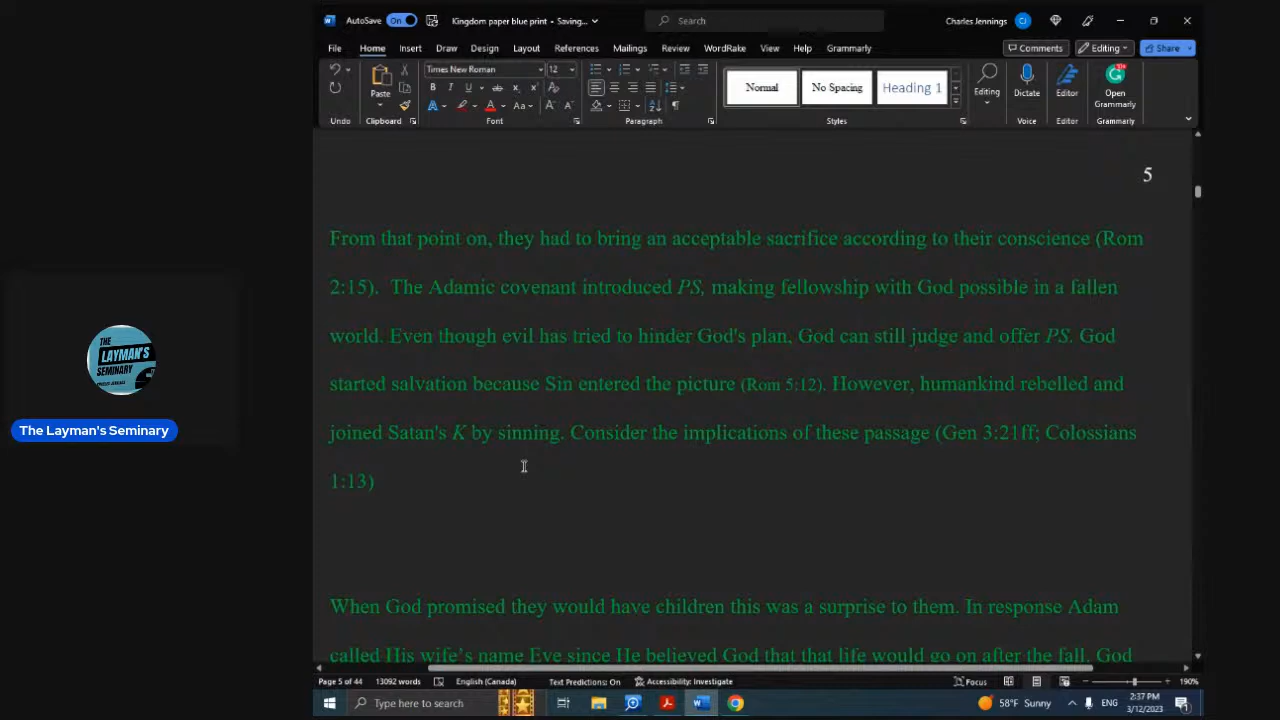 AutoSave On Kingdom paper blue print - Saving... Search Charles Jennings CJ
File Home Insert Draw Design Layout References Mailings Review WordRake View Help Grammarly Comments Editing Share
Times New Roman 12
Paste
Normal No Spacing Heading 1
Editing Dictate Editor Open Grammarly
Undo Clipboard Font Paragraph Styles Voice Editor Grammarly
5
From that point on, they had to bring an acceptable sacrifice according to their conscience (Rom
2:15). The Adamic covenant introduced PS, making fellowship with God possible in a fallen
world. Even though evil has tried to hinder God's plan, God can still judge and offer PS. God
started salvation because Sin entered the picture (Rom 5:12). However, humankind rebelled and
joined Satan's K by sinning. Consider the implications of these passage (Gen 3:21ff; Colossians
1:13)
When God promised they would have children this was a surprise to them. In response Adam
called His wife's name Eve since He believed God that that life would go on after the fall. God
THE
LAYMAN'S
SEMINARY
The Layman's Seminary
Page 5 of 44 13092 words English (Canada) Text Predictions: On Accessibility: Investigate Focus 190%
Type here to search 58°F Sunny ENG 2:37 PM
3/12/2023